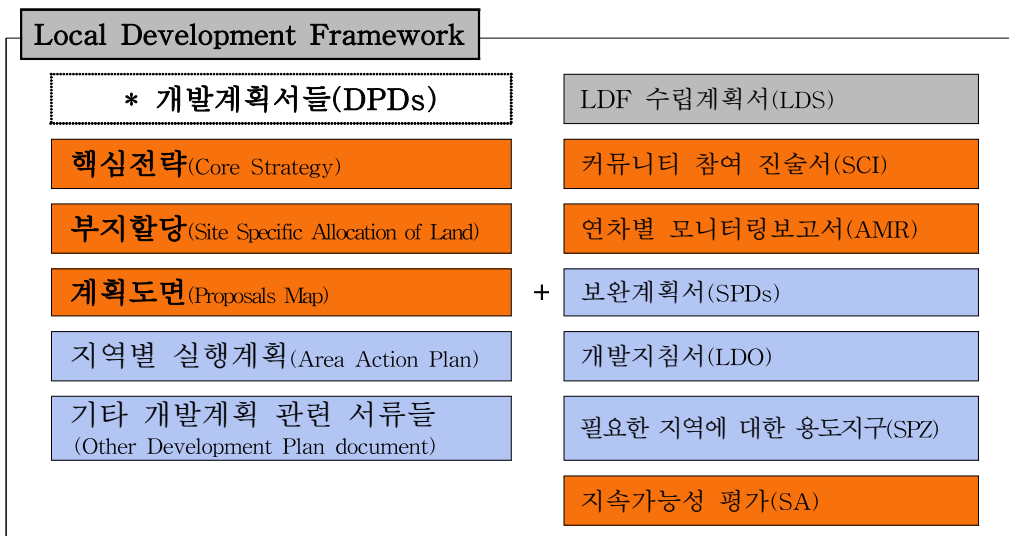 Local Development Framework
* 개발계획서들(DPDs)
핵심전략(Core Strategy)
부지할당(Site Specific Allocation of Land)
계획도면(Proposals Map)
지역별 실행계획(Area Action Plan)
기타 개발계획 관련 서류들
(Other Development Plan document)
+
LDF 수립계획서(LDS)
커뮤니티 참여 진술서(SCI)
연차별 모니터링보고서(AMR)
보완계획서(SPDs)
개발지침서(LDO)
필요한 지역에 대한 용도지구(SPZ)
지속가능성 평가(SA)